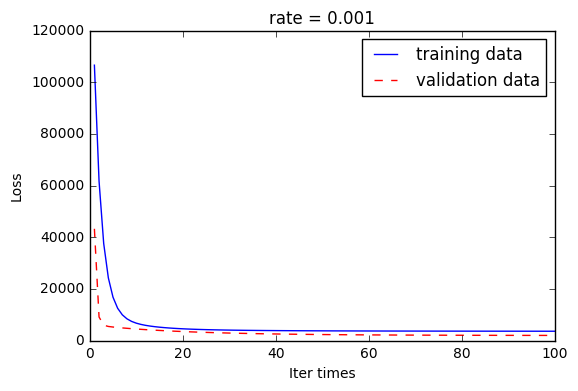 rate = 0.001
120000
100000
80000
60000
40000
20000
0
Loss
training data
validation data
0 20 40 60 80 100
Iter times